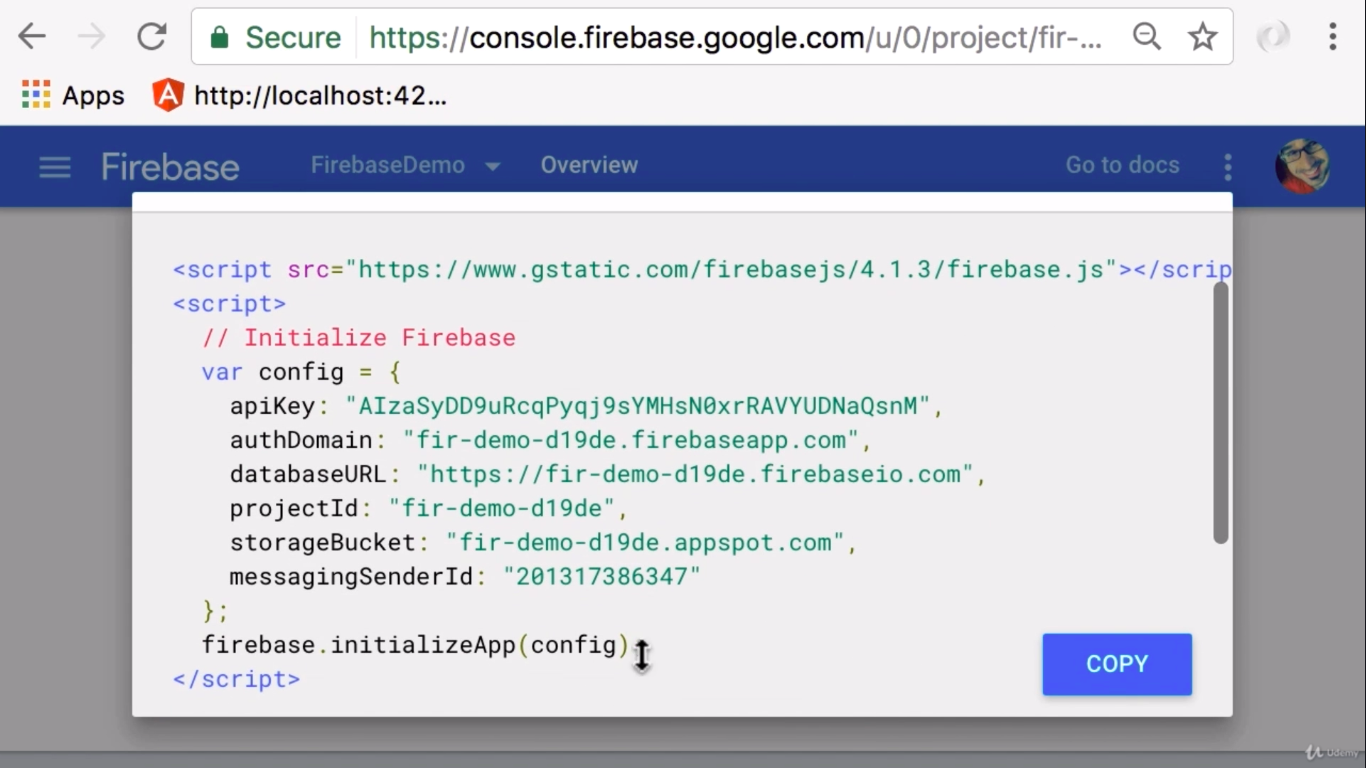 Secure https://console.firebase.google.com/u/0/project/fir-...
Apps http://localhost:42...
Firebase FirebaseDemo Overview Go to docs
<script src="https://www.gstatic.com/firebasejs/4.1.3/firebase.js"></scrip
<script>
// Initialize Firebase
var config = {
apiKey: "AIzaSyDD9uRcqPyqj9sYMHsN0xrRAVYUDNaQsnM",
authDomain: "fir-demo-d19de.firebaseapp.com",
databaseURL: "https://fir-demo-d19de.firebaseio.com",
projectId: "fir-demo-d19de",
storageBucket: "fir-demo-d19de.appspot.com",
messagingSenderId: "201317386347"
};
firebase.initializeApp(config)
</script>
COPY
Udemy